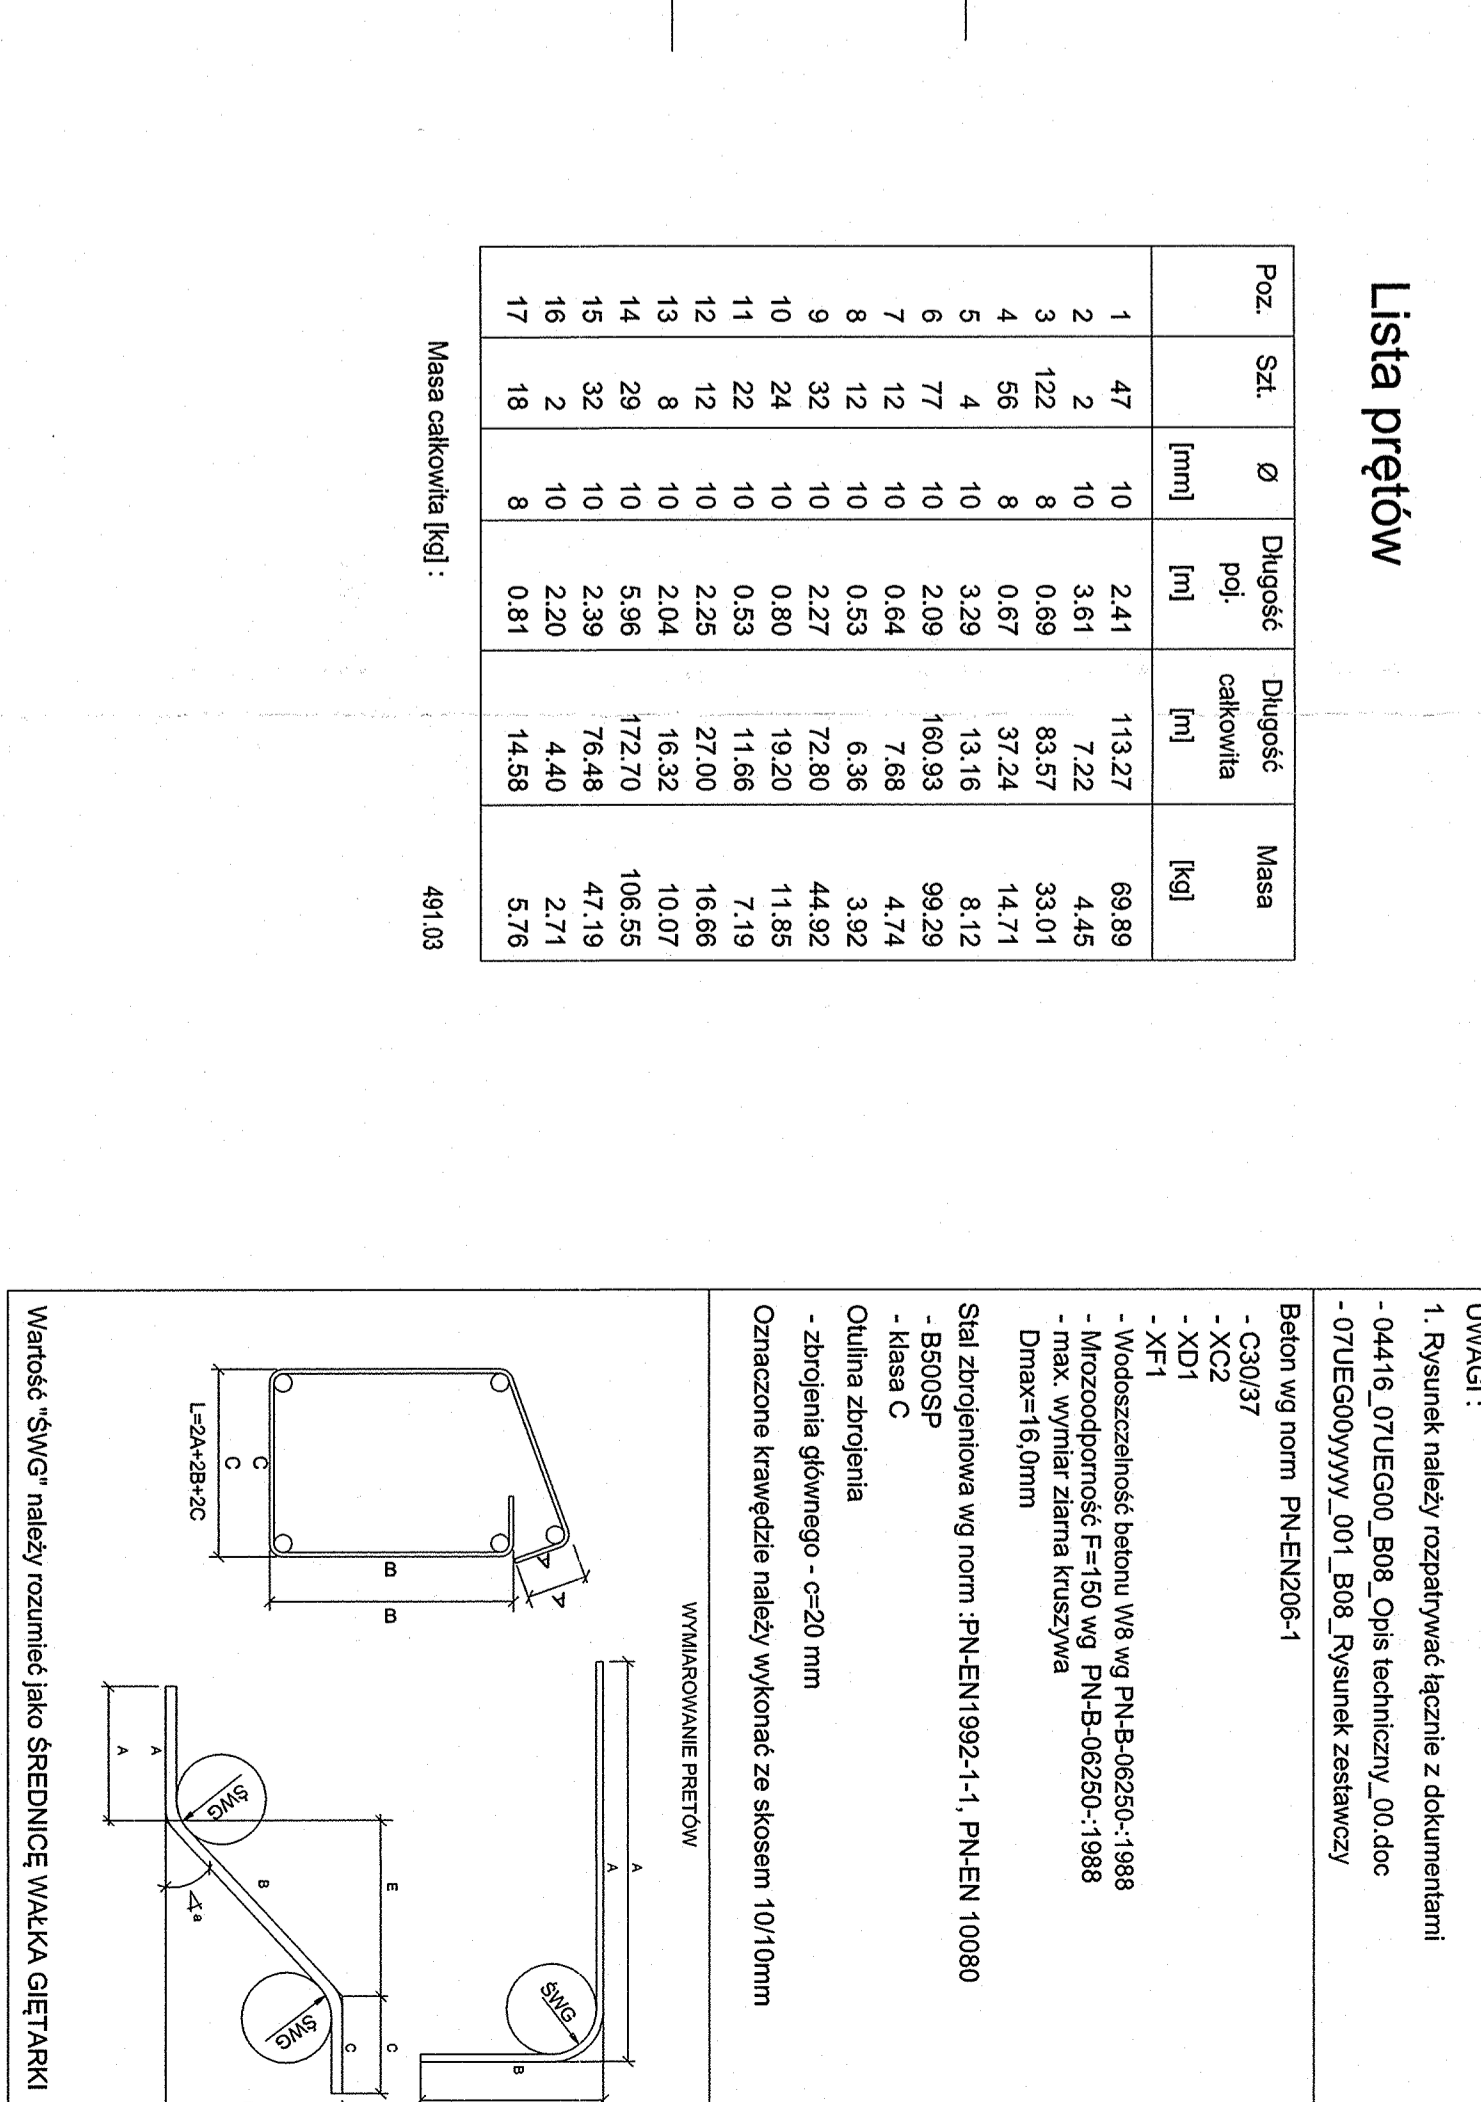 Lista prętów
Poz. Szt. Ø Długość poj. Długość całkowita Masa
[mm] [m] [m] [kg]
1 47 10 2.41 113.27 69.89
2 2 10 3.61 7.22 4.45
3 122 8 0.69 83.57 33.01
4 56 8 0.67 37.24 14.71
5 4 10 3.29 13.16 8.12
6 77 10 2.09 160.93 99.29
7 12 10 0.64 7.68 4.74
8 12 10 0.53 6.36 3.92
9 32 10 2.27 72.80 44.92
10 24 10 0.80 19.20 11.85
11 22 10 0.53 11.66 7.19
12 12 10 2.25 27.00 16.66
13 8 10 2.04 16.32 10.07
14 29 10 5.96 172.70 106.55
15 32 10 2.39 76.48 47.19
16 2 10 2.20 4.40 2.71
17 18 8 0.81 14.58 5.76
Masa całkowita [kg] : 491.03
UWAGI :
1. Rysunek należy rozpatrywać łącznie z dokumentami
- 04416_07UEG00_B08_Opis techniczny_00.doc
- 07UEG00yyyyy_001_B08_Rysunek zestawczy
Beton wg norm PN-EN206-1
- C30/37
- XC2
- XD1
- XF1
- Wodoszczelność betonu W8 wg PN-B-06250-:1988
- Mrozoodporność F=150 wg PN-B-06250-:1988
- max. wymiar ziarna kruszywa
Dmax=16,0mm
Stal zbrojeniowa wg norm :PN-EN1992-1-1, PN-EN 10080
- B500SP
- klasa C
Otulina zbrojenia
- zbrojenia głównego - c=20 mm
Oznaczone krawędzie należy wykonać ze skosem 10/10mm
WYMIAROWANIE PRETÓW
A
A
ŚWG
B
A
A
B
B
C
C
L=2A+2B+2C
E
C
C
B
ŚWG
ŚWG
a
A
A
Wartość "ŚWG" należy rozumieć jako ŚREDNICĘ WAŁKA GIĘTARKI